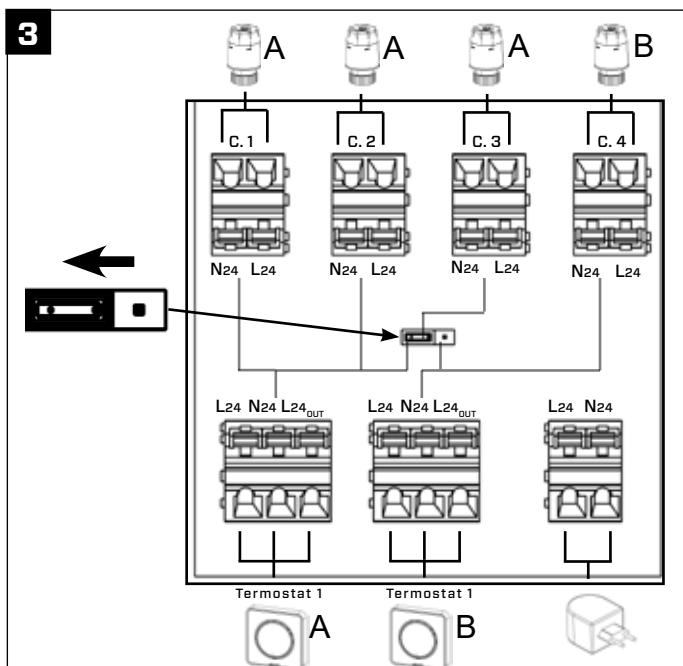 3
A A A B
C. 1 C. 2 C. 3 C. 4
N24 L24 N24 L24 N24 L24 N24 L24
L24 N24 L24OUT L24 N24 L24OUT L24 N24
Termostat 1 Termostat 1
A B